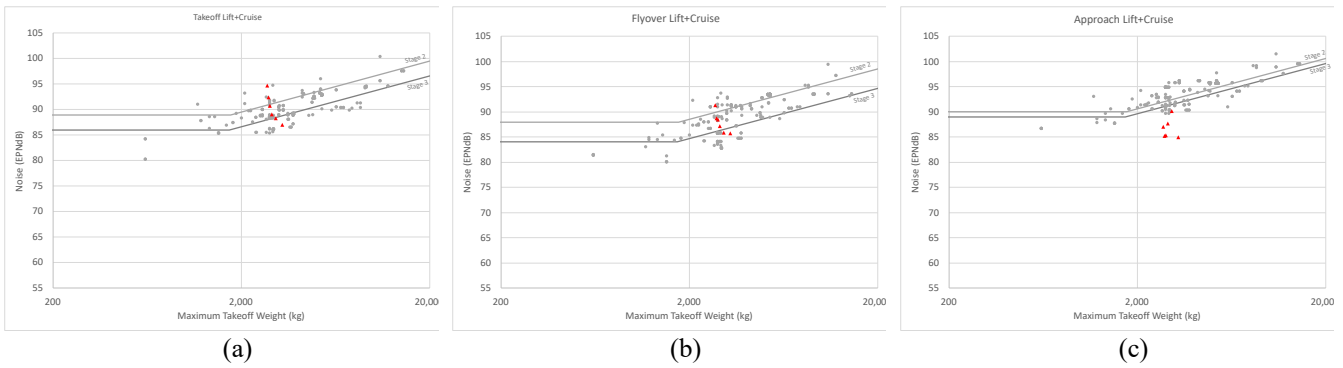 Takeoff Lift+Cruise
105
100
95
90
85
80
75
70
65
60
55
200
2,000
20,000
Noise (EPNdB)
Maximum Takeoff Weight (kg)
Stage 2
Stage 3
(a)
Flyover Lift+Cruise
105
100
95
90
85
80
75
70
65
60
55
200
2,000
20,000
Noise (EPNdB)
Maximum Takeoff Weight (kg)
Stage 2
Stage 3
(b)
Approach Lift+Cruise
105
100
95
90
85
80
75
70
65
60
55
200
2,000
20,000
Noise (EPNdB)
Maximum Takeoff Weight (kg)
Stage 2
Stage 3
(c)